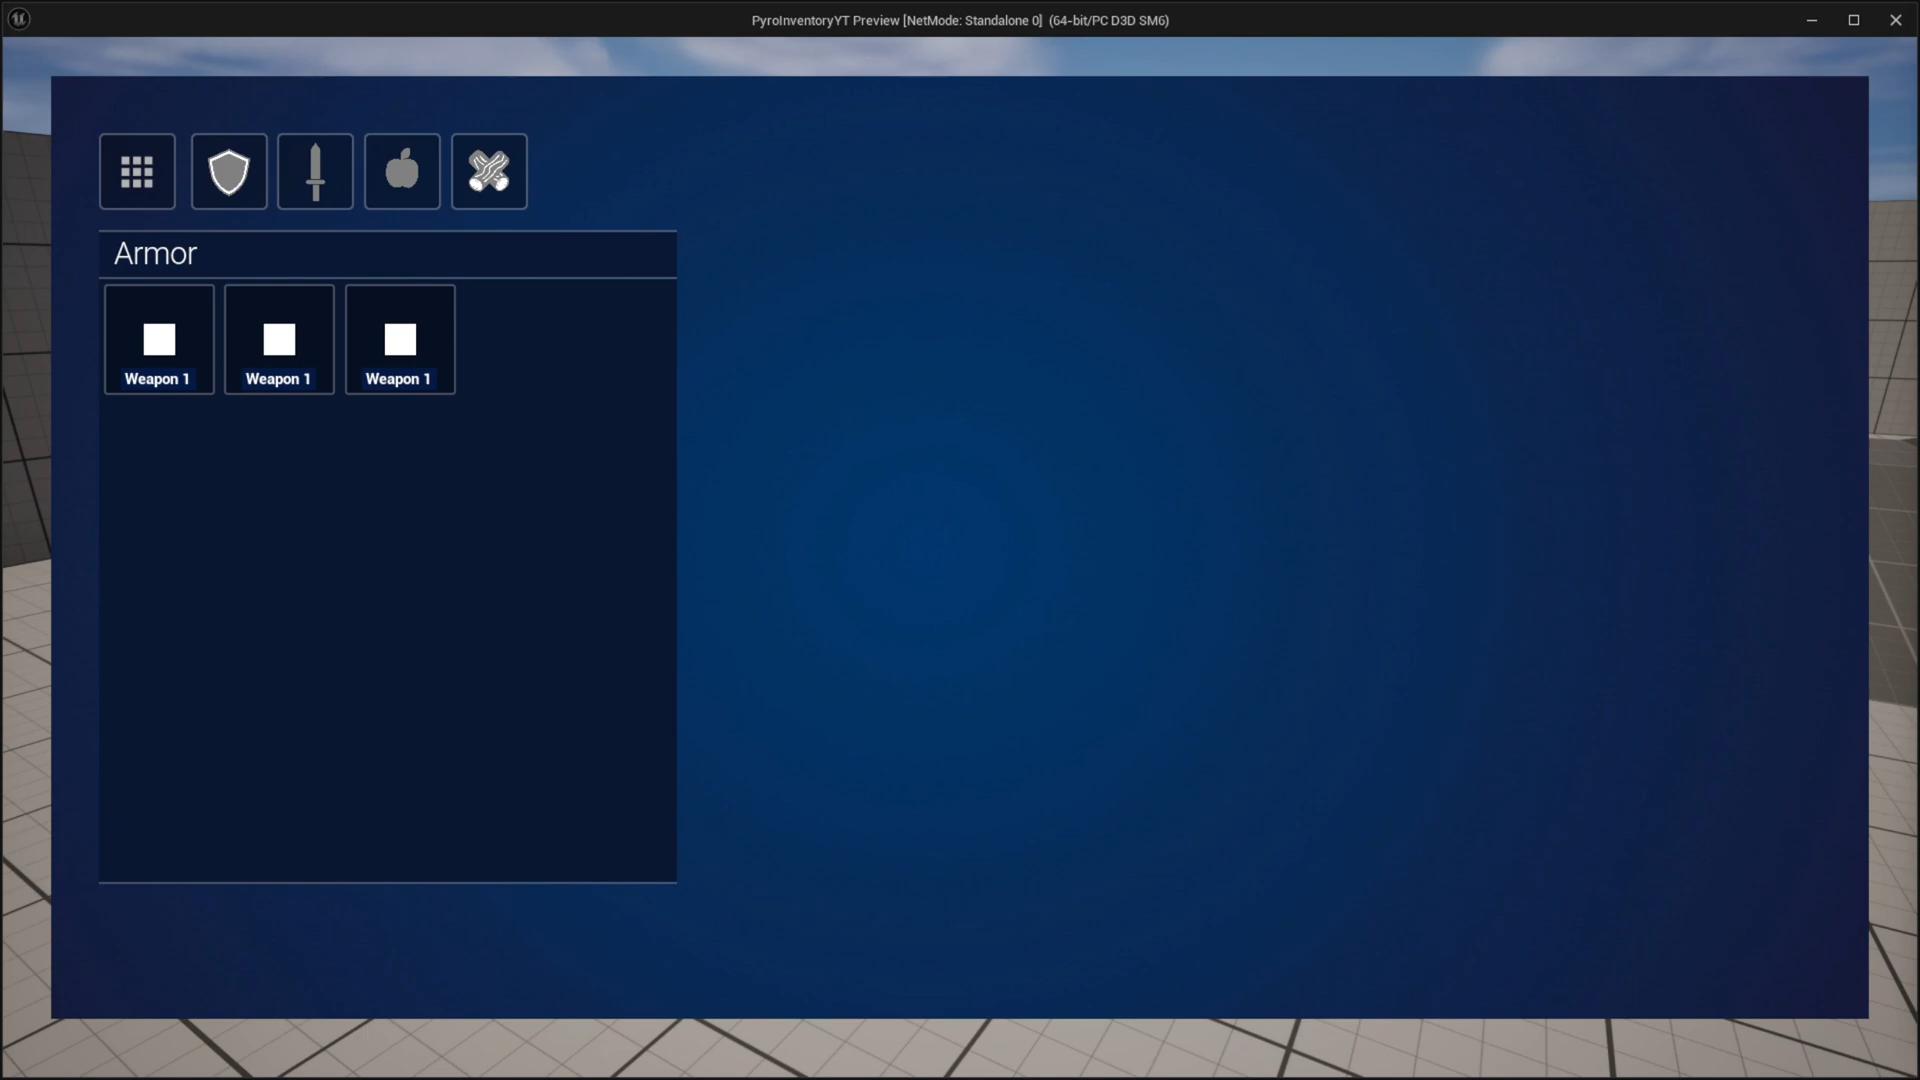 PyroInventoryYT Preview [NetMode: Standalone 0]  (64-bit/PC D3D SM6)
Armor
Weapon 1
Weapon 1
Weapon 1